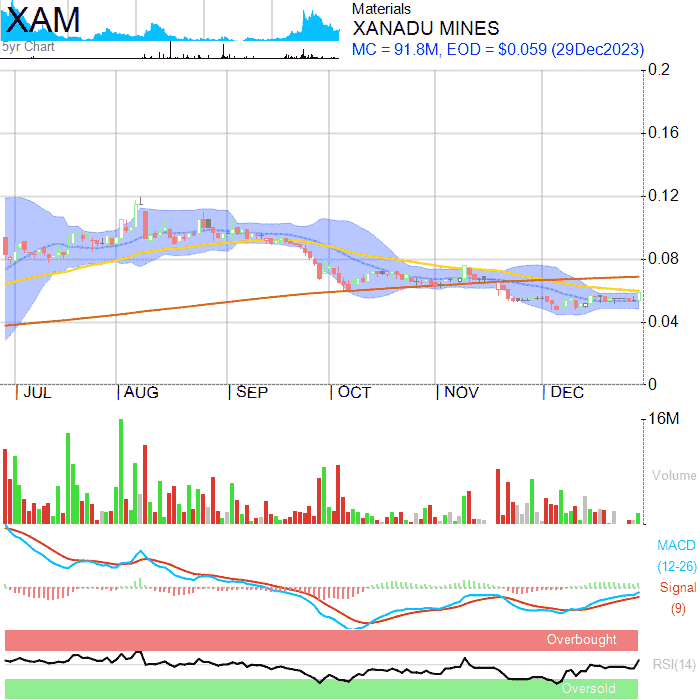 XAM
5yr Chart
Materials
XANADU MINES
MC = 91.8M, EOD = $0.059 (29Dec2023)
0.2
0.16
0.12
0.08
0.04
0
JUL AUG SEP OCT NOV DEC
16M
Volume
MACD
(12-26)
Signal
(9)
Overbought
RSI(14)
Oversold